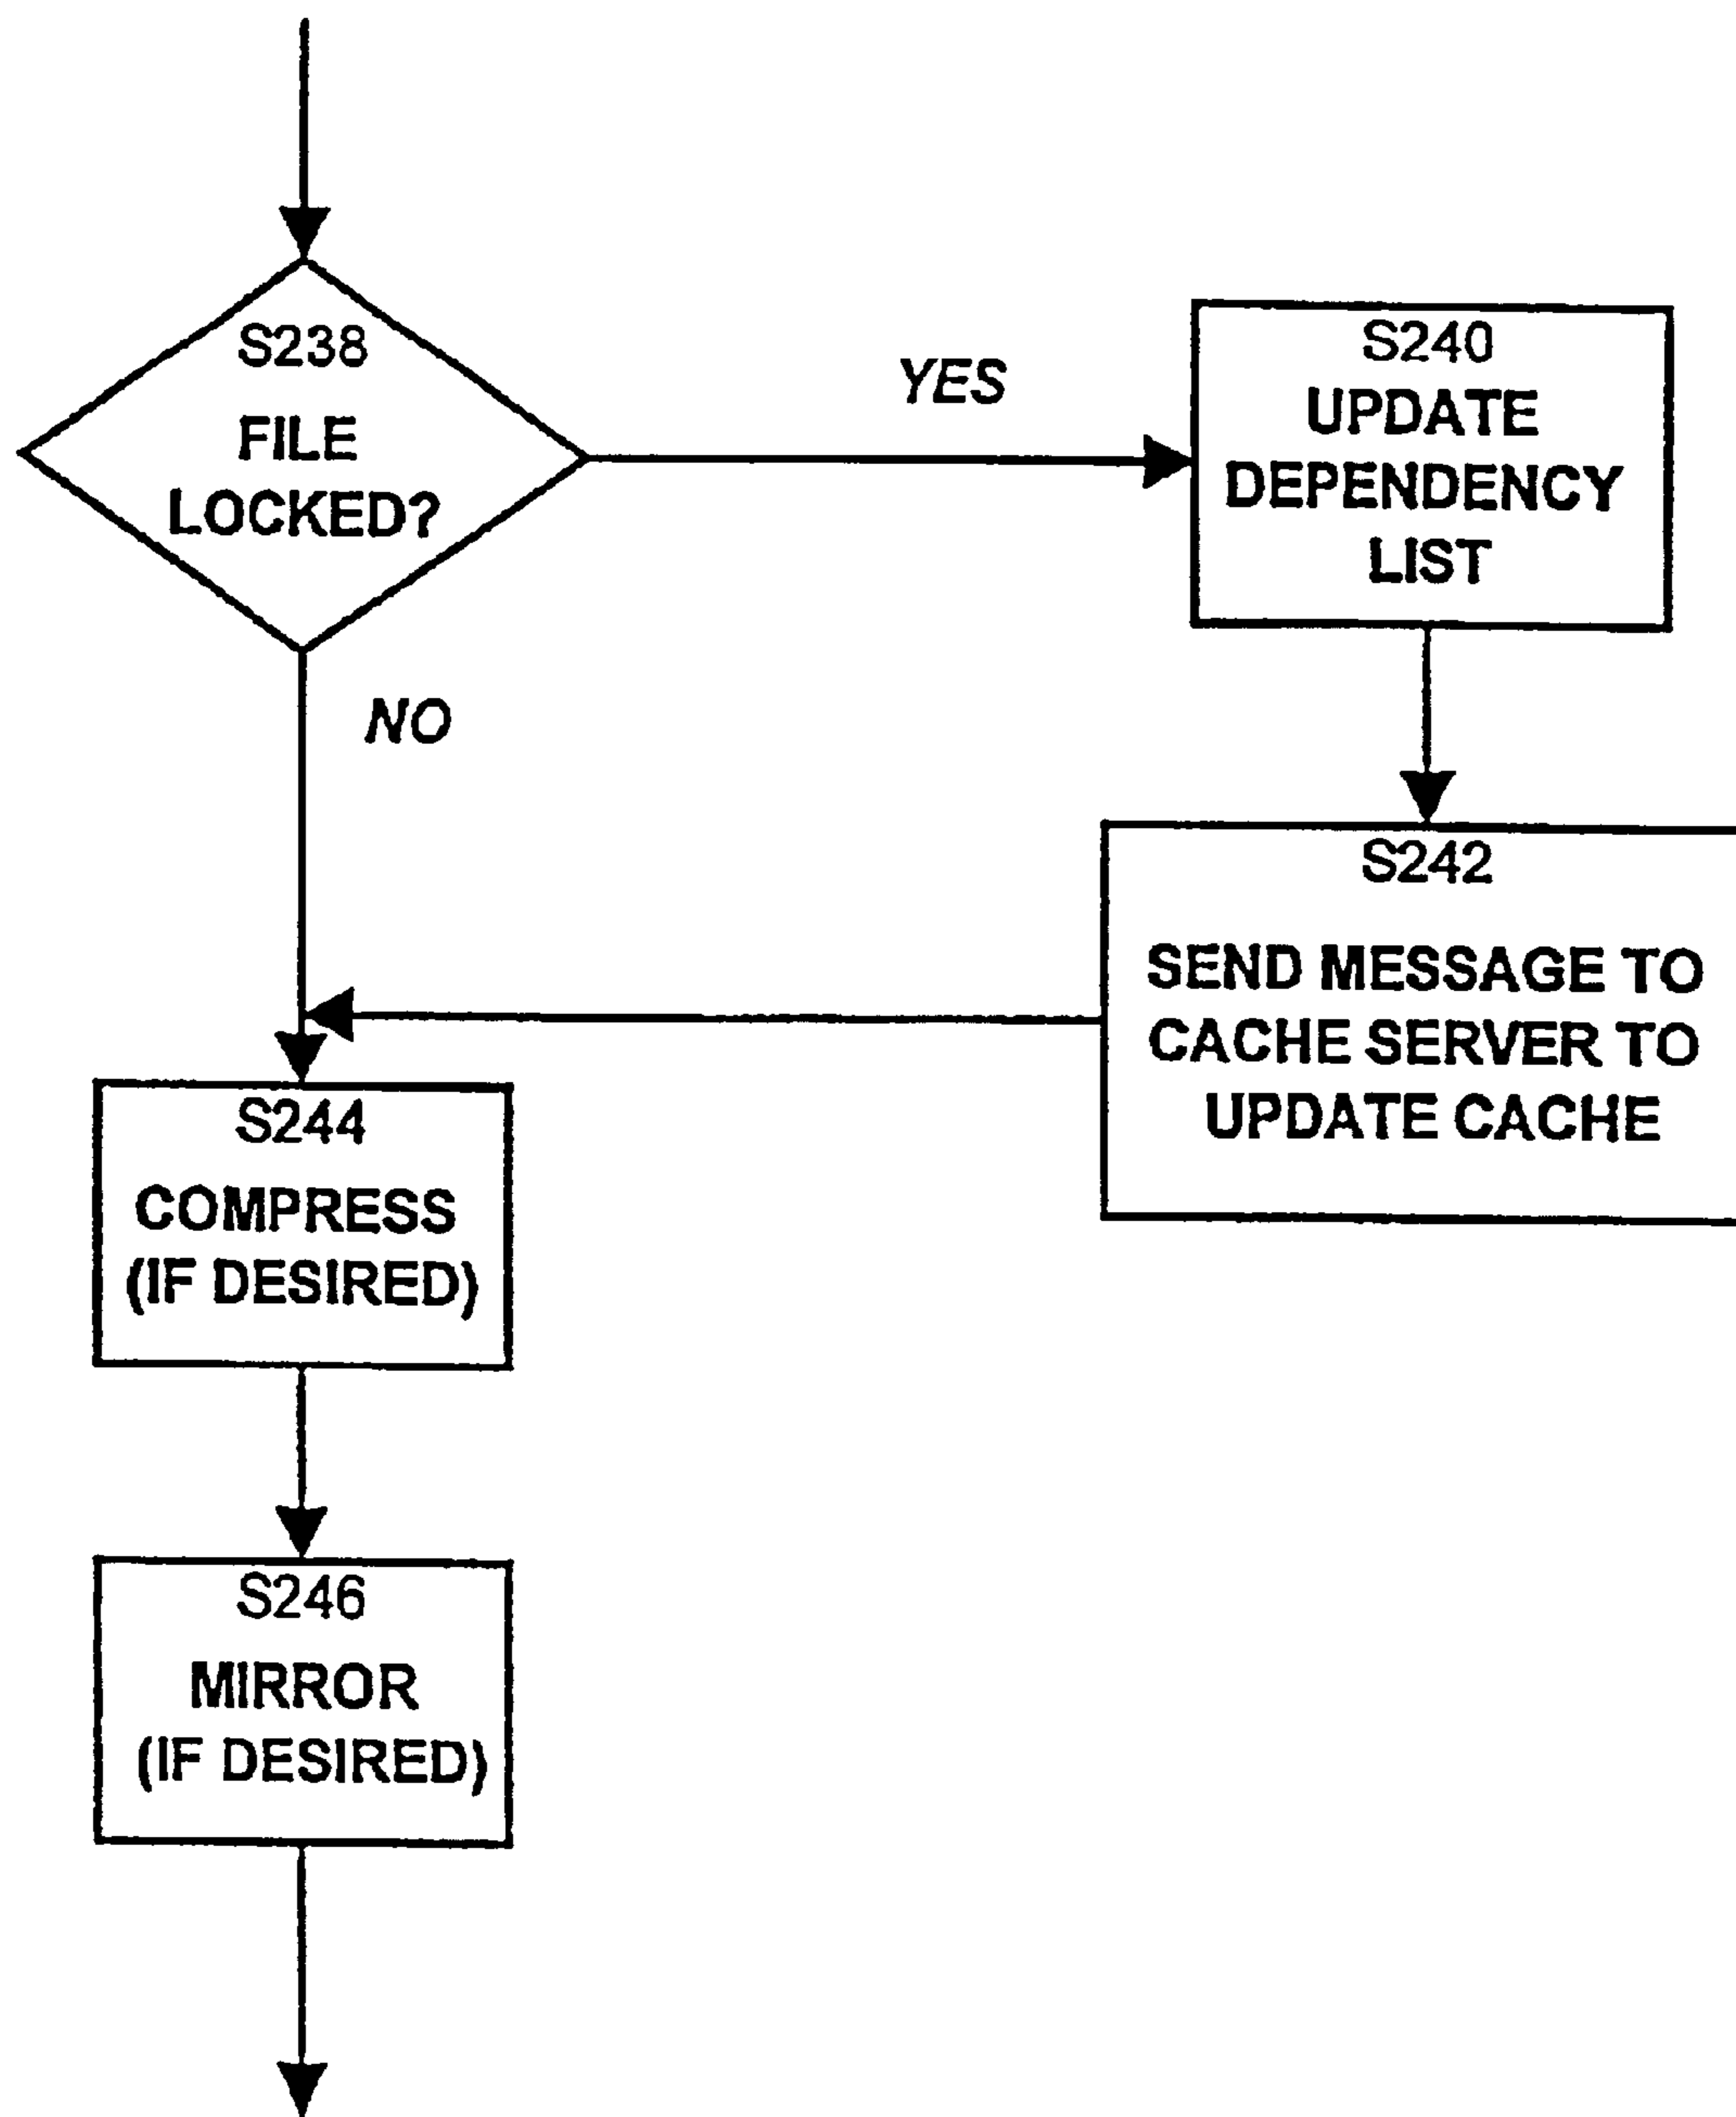 S238
FILE
LOCKED?
YES
S240
UPDATE
DEPENDENCY
LIST
NO
S242
SEND MESSAGE TO
CACHE SERVER TO
UPDATE CACHE
S244
COMPRESS
(IF DESIRED)
S246
MIRROR
(IF DESIRED)